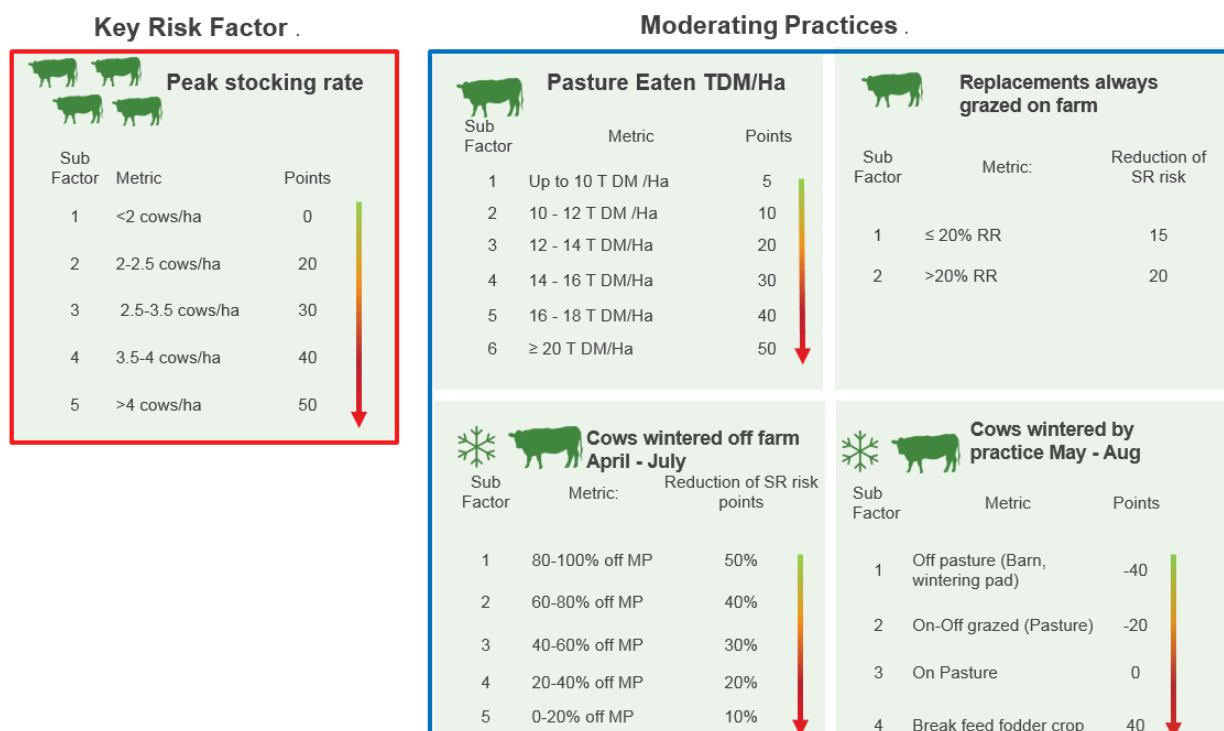 Key Risk Factor .
Moderating Practices .
Peak stocking rate
Sub
Factor Metric Points
1 <2 cows/ha 0
2 2-2.5 cows/ha 20
3 2.5-3.5 cows/ha 30
4 3.5-4 cows/ha 40
5 >4 cows/ha 50
Pasture Eaten TDM/Ha
Sub
Factor Metric Points
1 Up to 10 T DM /Ha 5
2 10 - 12 T DM /Ha 10
3 12 - 14 T DM/Ha 20
4 14 - 16 T DM/Ha 30
5 16 - 18 T DM/Ha 40
6 ≥ 20 T DM/Ha 50
Replacements always
grazed on farm
Sub Reduction of
Factor Metric: SR risk
1 ≤ 20% RR 15
2 >20% RR 20
Cows wintered off farm
April - July
Sub Reduction of SR risk
Factor Metric: points
1 80-100% off MP 50%
2 60-80% off MP 40%
3 40-60% off MP 30%
4 20-40% off MP 20%
5 0-20% off MP 10%
Cows wintered by
practice May - Aug
Sub
Factor Metric Points
1 Off pasture (Barn,
wintering pad) -40
2 On-Off grazed (Pasture) -20
3 On Pasture 0
4 Break feed fodder crop 40